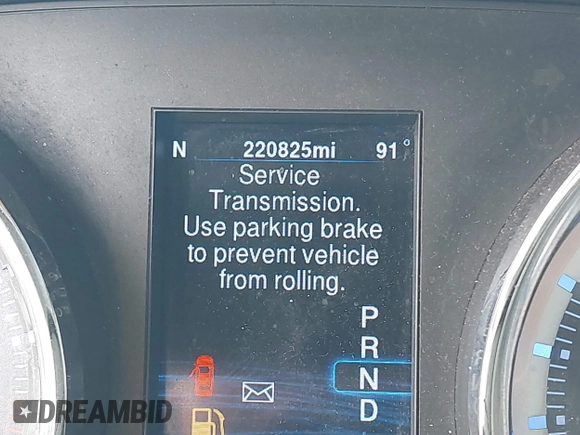 N 220825mi 91°
Service
Transmission.
Use parking brake
to prevent vehicle
from rolling.
P
R
N
D
DREAMBID